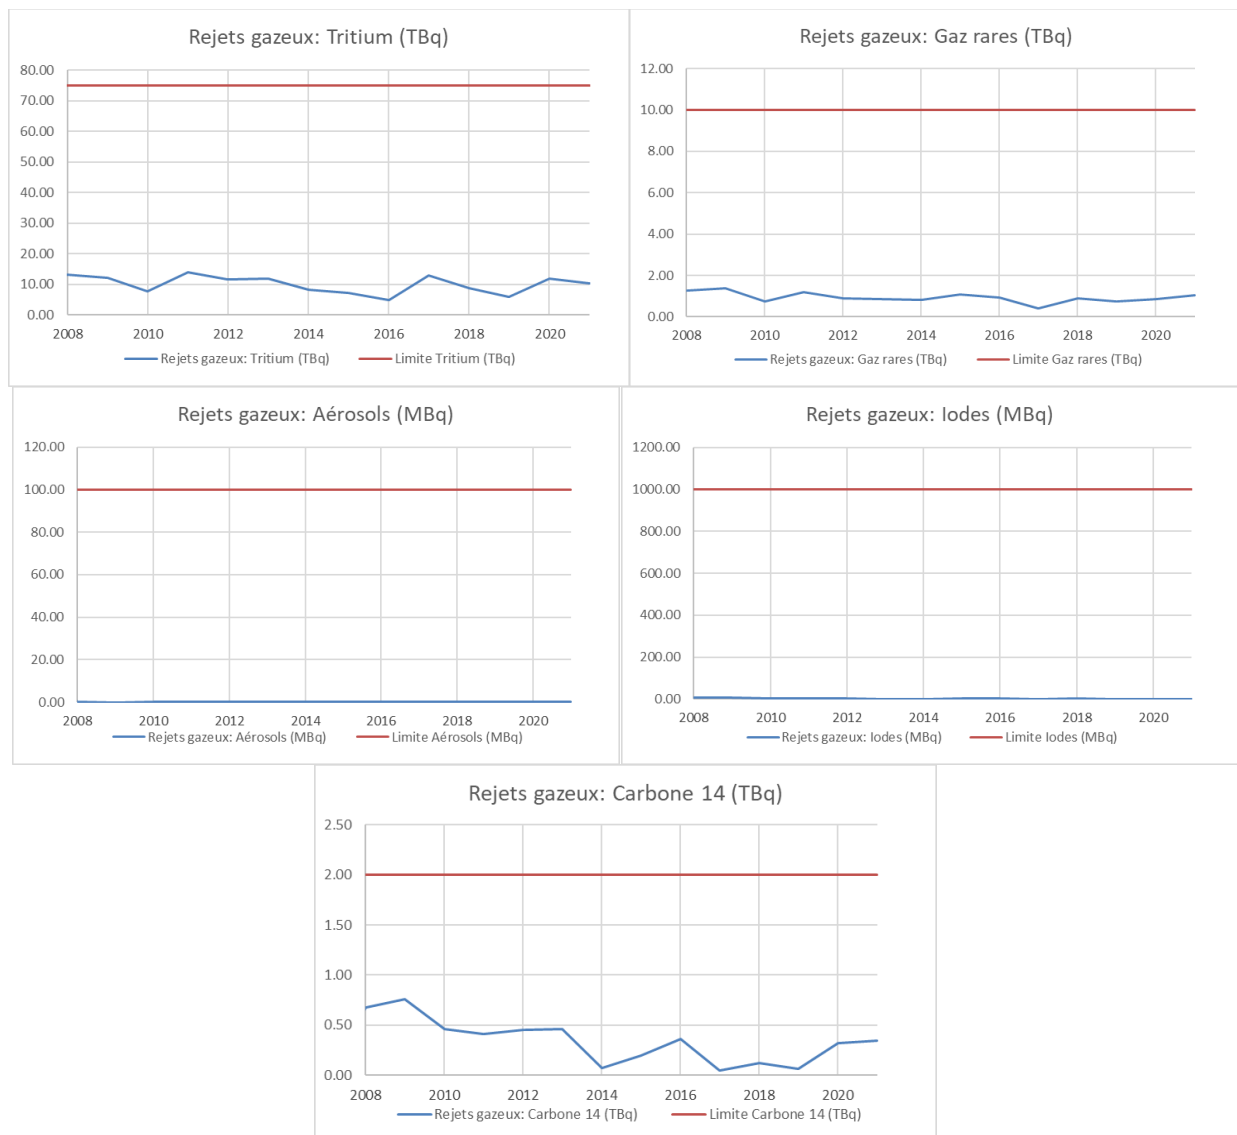 Rejets gazeux: Tritium (TBq)
80.00
70.00
60.00
50.00
40.00
30.00
20.00
10.00
0.00
2008 2010 2012 2014 2016 2018 2020
Rejets gazeux: Tritium (TBq) Limite Tritium (TBq)
Rejets gazeux: Gaz rares (TBq)
12.00
10.00
8.00
6.00
4.00
2.00
0.00
2008 2010 2012 2014 2016 2018 2020
Rejets gazeux: Gaz rares (TBq) Limite Gaz rares (TBq)
Rejets gazeux: Aérosols (MBq)
120.00
100.00
80.00
60.00
40.00
20.00
0.00
2008 2010 2012 2014 2016 2018 2020
Rejets gazeux: Aérosols (MBq) Limite Aérosols (MBq)
Rejets gazeux: Iodes (MBq)
1200.00
1000.00
800.00
600.00
400.00
200.00
0.00
2008 2010 2012 2014 2016 2018 2020
Rejets gazeux: Iodes (MBq) Limite Iodes (MBq)
Rejets gazeux: Carbone 14 (TBq)
2.50
2.00
1.50
1.00
0.50
0.00
2008 2010 2012 2014 2016 2018 2020
Rejets gazeux: Carbone 14 (TBq) Limite Carbone 14 (TBq)